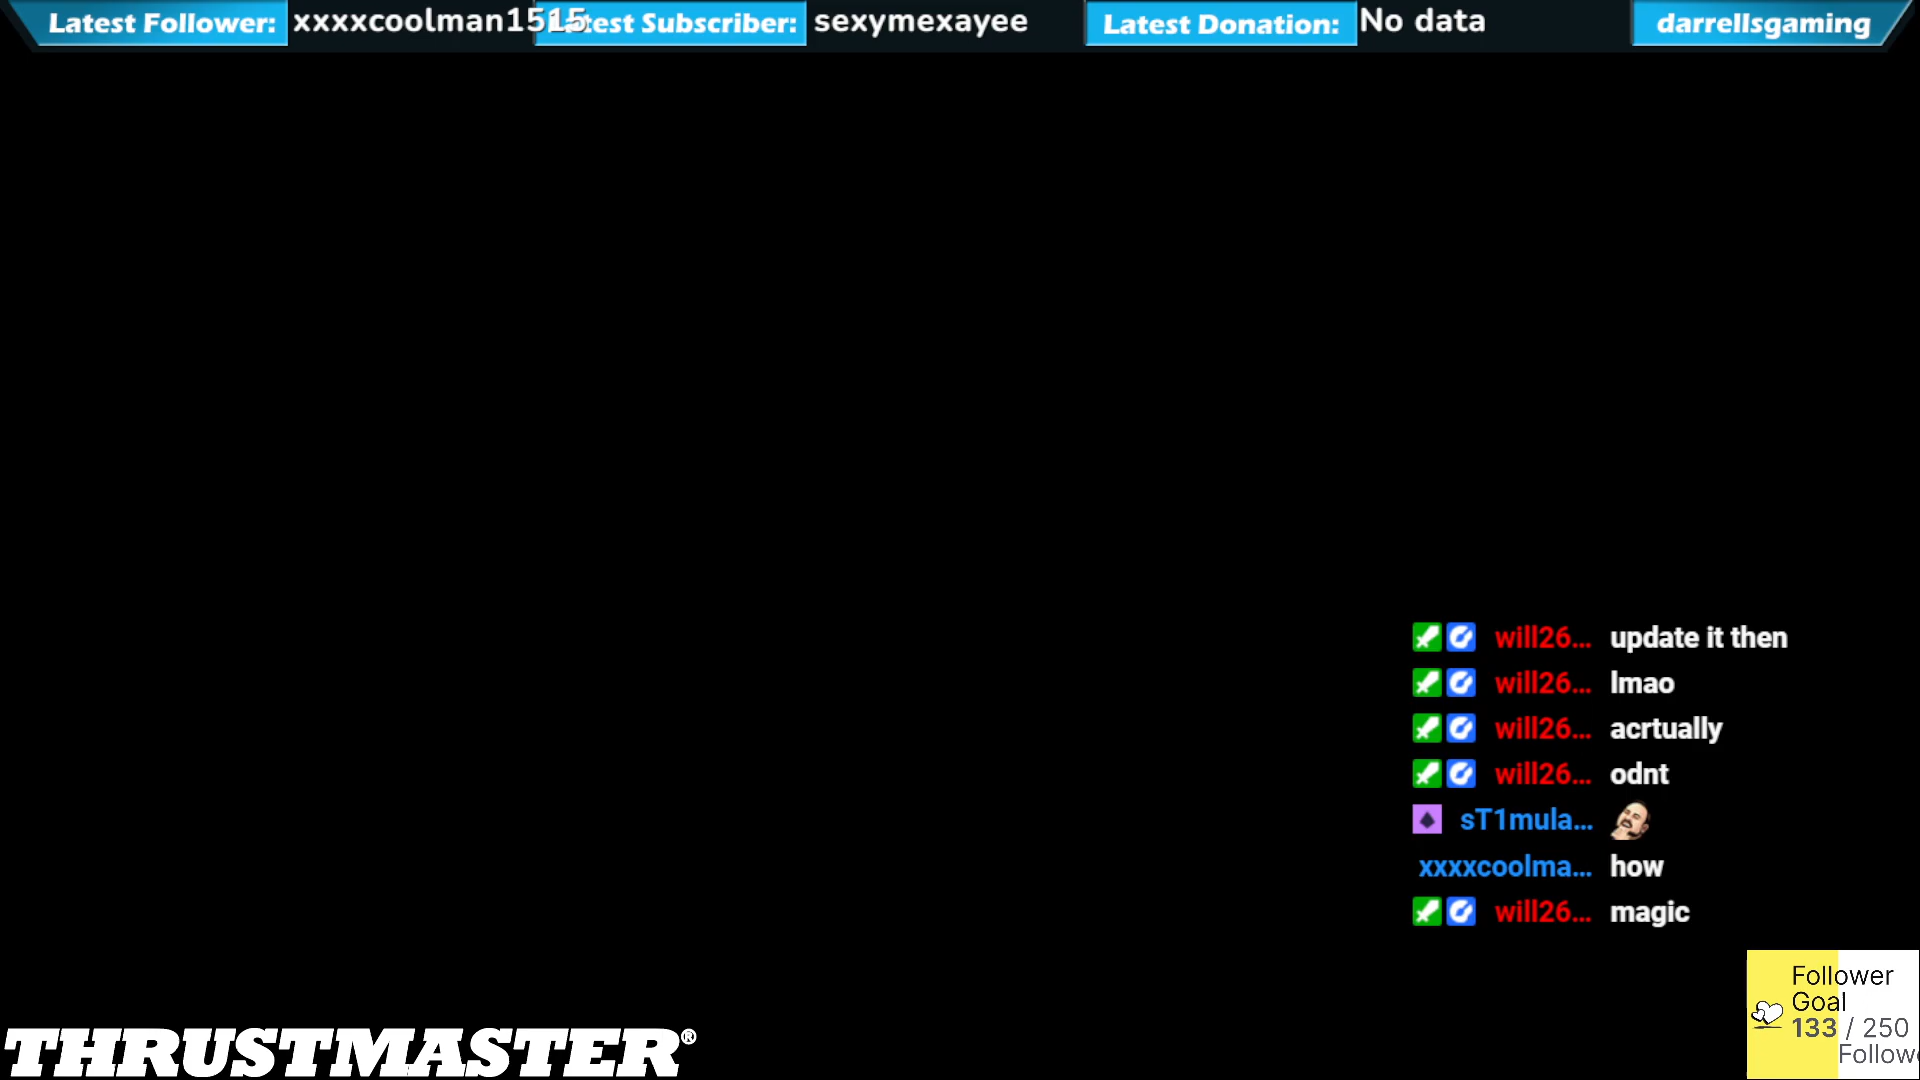 Latest Follower: xxxxcoolman1515 Latest Subscriber: sexymexayee Latest Donation: No data darrellsgaming
will26... update it then
will26... lmao
will26... acrtually
will26... odnt
sT1mula...
xxxxcoolma... how
will26... magic
Follower
Goal
133 / 250
THRUSTMASTER®